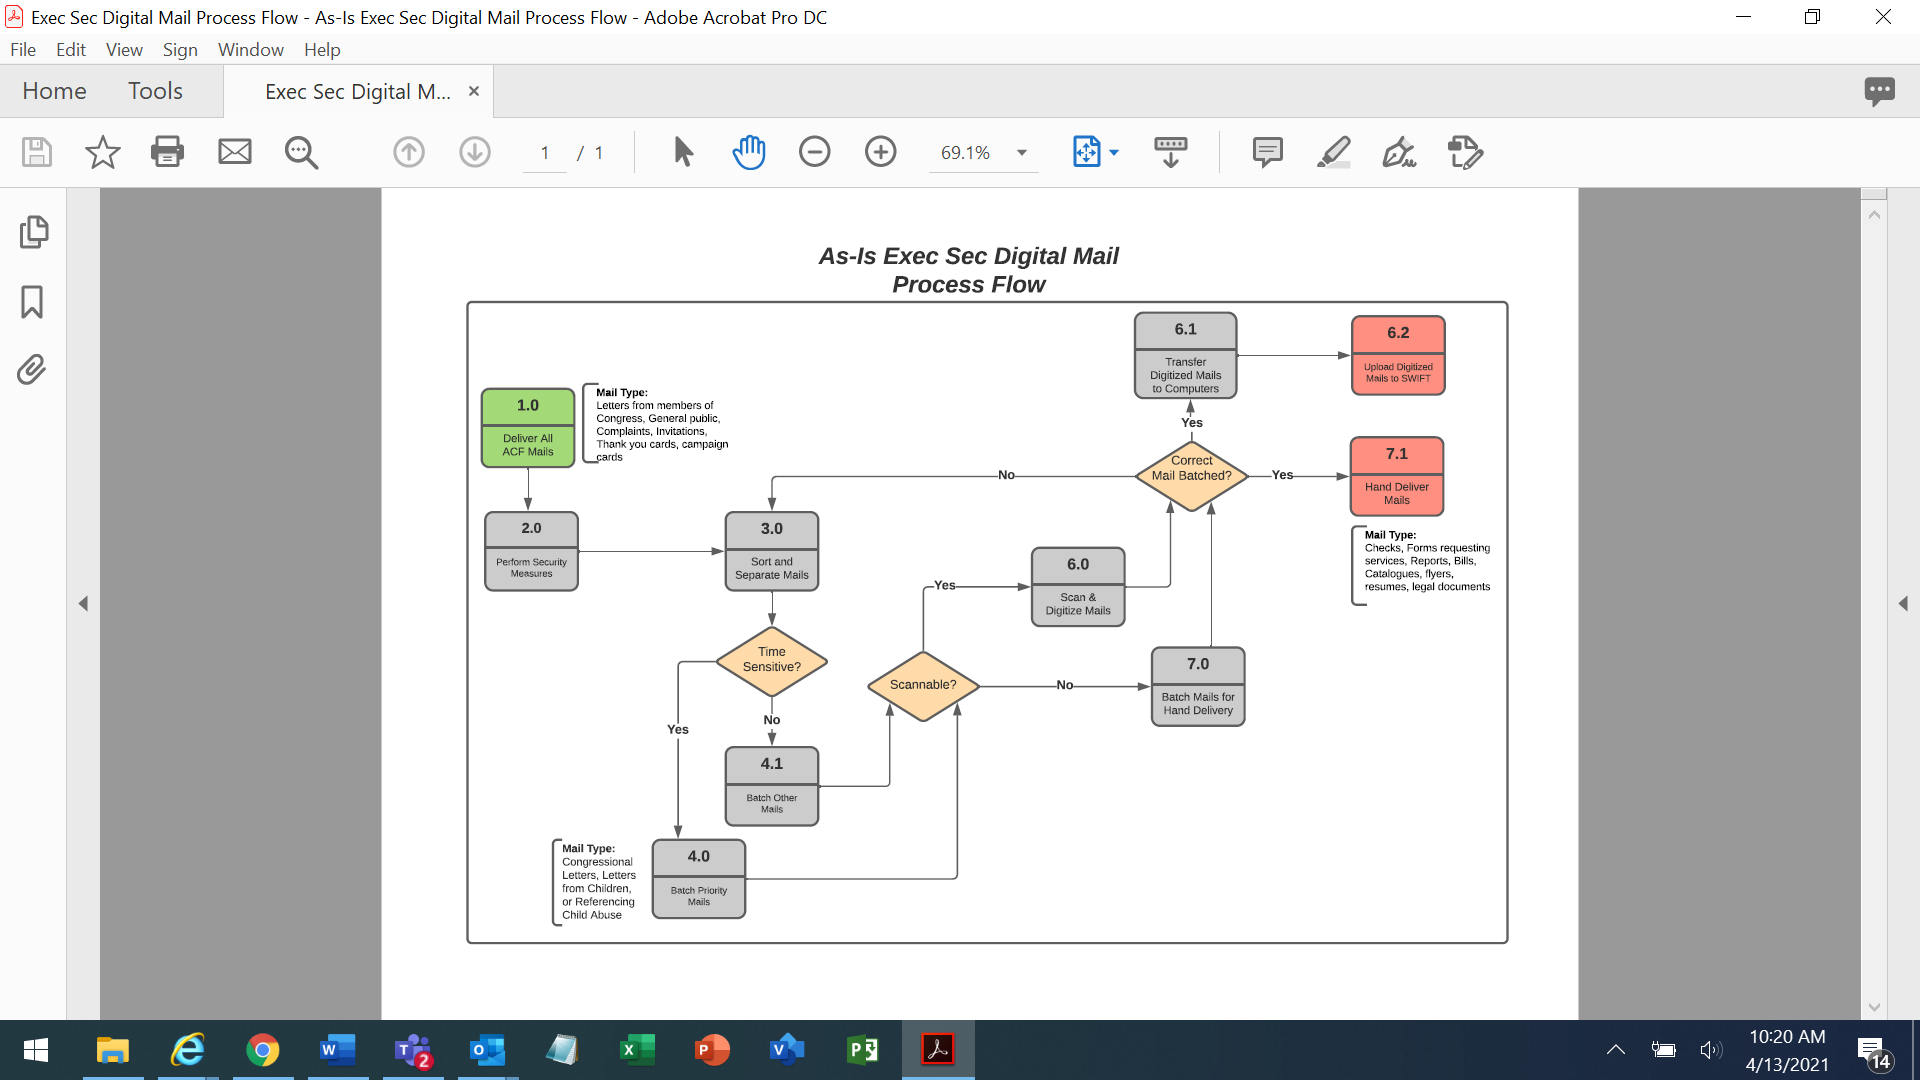 Exec Sec Digital Mail Process Flow - As-Is Exec Sec Digital Mail Process Flow - Adobe Acrobat Pro DC
File Edit View Sign Window Help
Home Tools Exec Sec Digital M... ×
1 / 1 69.1%
As-Is Exec Sec Digital Mail
Process Flow
1.0
Deliver All
ACF Mails
Mail Type:
Letters from members of
Congress, General public,
Complaints, Invitations,
Thank you cards, campaign
cards
2.0
Perform Security
Measures
3.0
Sort and
Separate Mails
Time
Sensitive?
Yes
No
4.1
Batch Other
Mails
4.0
Batch Priority
Mails
Mail Type:
Congressional
Letters, Letters
from Children,
or Referencing
Child Abuse
Scannable?
Yes
No
6.0
Scan &
Digitize Mails
7.0
Batch Mails for
Hand Delivery
Correct
Mail Batched?
No
Yes
Yes
6.1
Transfer
Digitized Mails
to Computers
6.2
Upload Digitized
Mails to SWIFT
7.1
Hand Deliver
Mails
Mail Type:
Checks, Forms requesting
services, Reports, Bills,
Catalogues, flyers,
resumes, legal documents
W
T
2
O
X
P
V
P
10:20 AM
4/13/2021
14